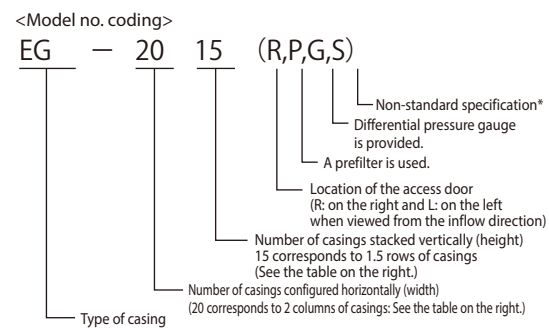 <Model no. coding>
EG － 20 15 (R,P,G,S)
Non-standard specification*
Differential pressure gauge
is provided.
A prefilter is used.
Location of the access door
(R: on the right and L: on the left
when viewed from the inflow direction)
Number of casings stacked vertically (height)
15 corresponds to 1.5 rows of casings
(See the table on the right.)
Number of casings configured horizontally (width)
(20 corresponds to 2 columns of casings: See the table on the right.)
Type of casing